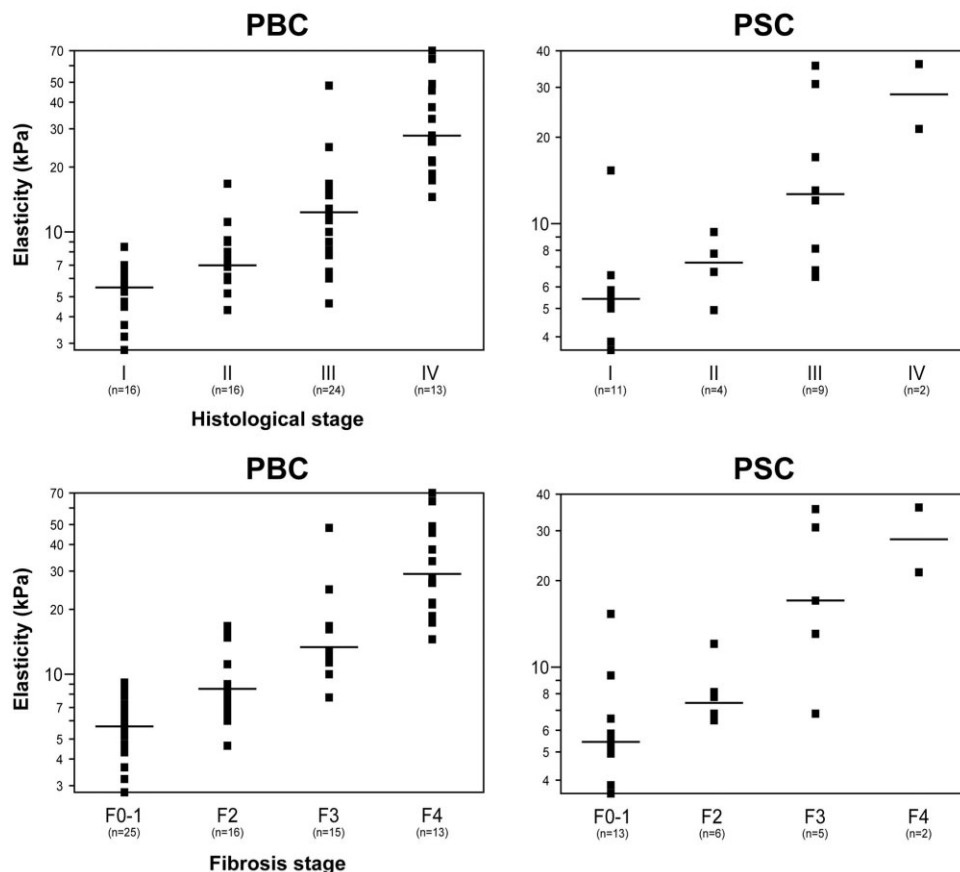 PBC
PSC
Elasticity (kPa)
70
50
40
30
20
10
7
5
4
3
40
30
20
10
8
6
5
4
I II III IV
(n=16) (n=16) (n=24) (n=13)
I II III IV
(n=11) (n=4) (n=9) (n=2)
Histological stage
PBC
PSC
Elasticity (kPa)
70
50
40
30
20
10
7
5
4
3
40
30
20
10
8
6
5
4
F0-1 F2 F3 F4
(n=25) (n=16) (n=15) (n=13)
F0-1 F2 F3 F4
(n=13) (n=6) (n=5) (n=2)
Fibrosis stage